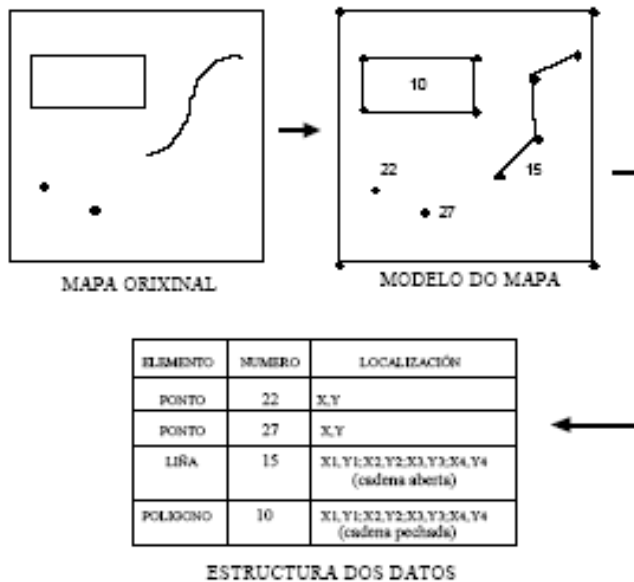 10
22
27
15
MAPA ORIXINAL
MODELO DO MAPA
ELEMENTO NUMERO LOCALIZACIÓN
PONTO 22 X,Y
PONTO 27 X,Y
LIÑA 15 X1,Y1;X2,Y2;X3,Y3;X4,Y4
(cadena aberta)
POLIGONO 10 X1,Y1;X2,Y2;X3,Y3;X4,Y4
(cadena pechada)
ESTRUCTURA DOS DATOS